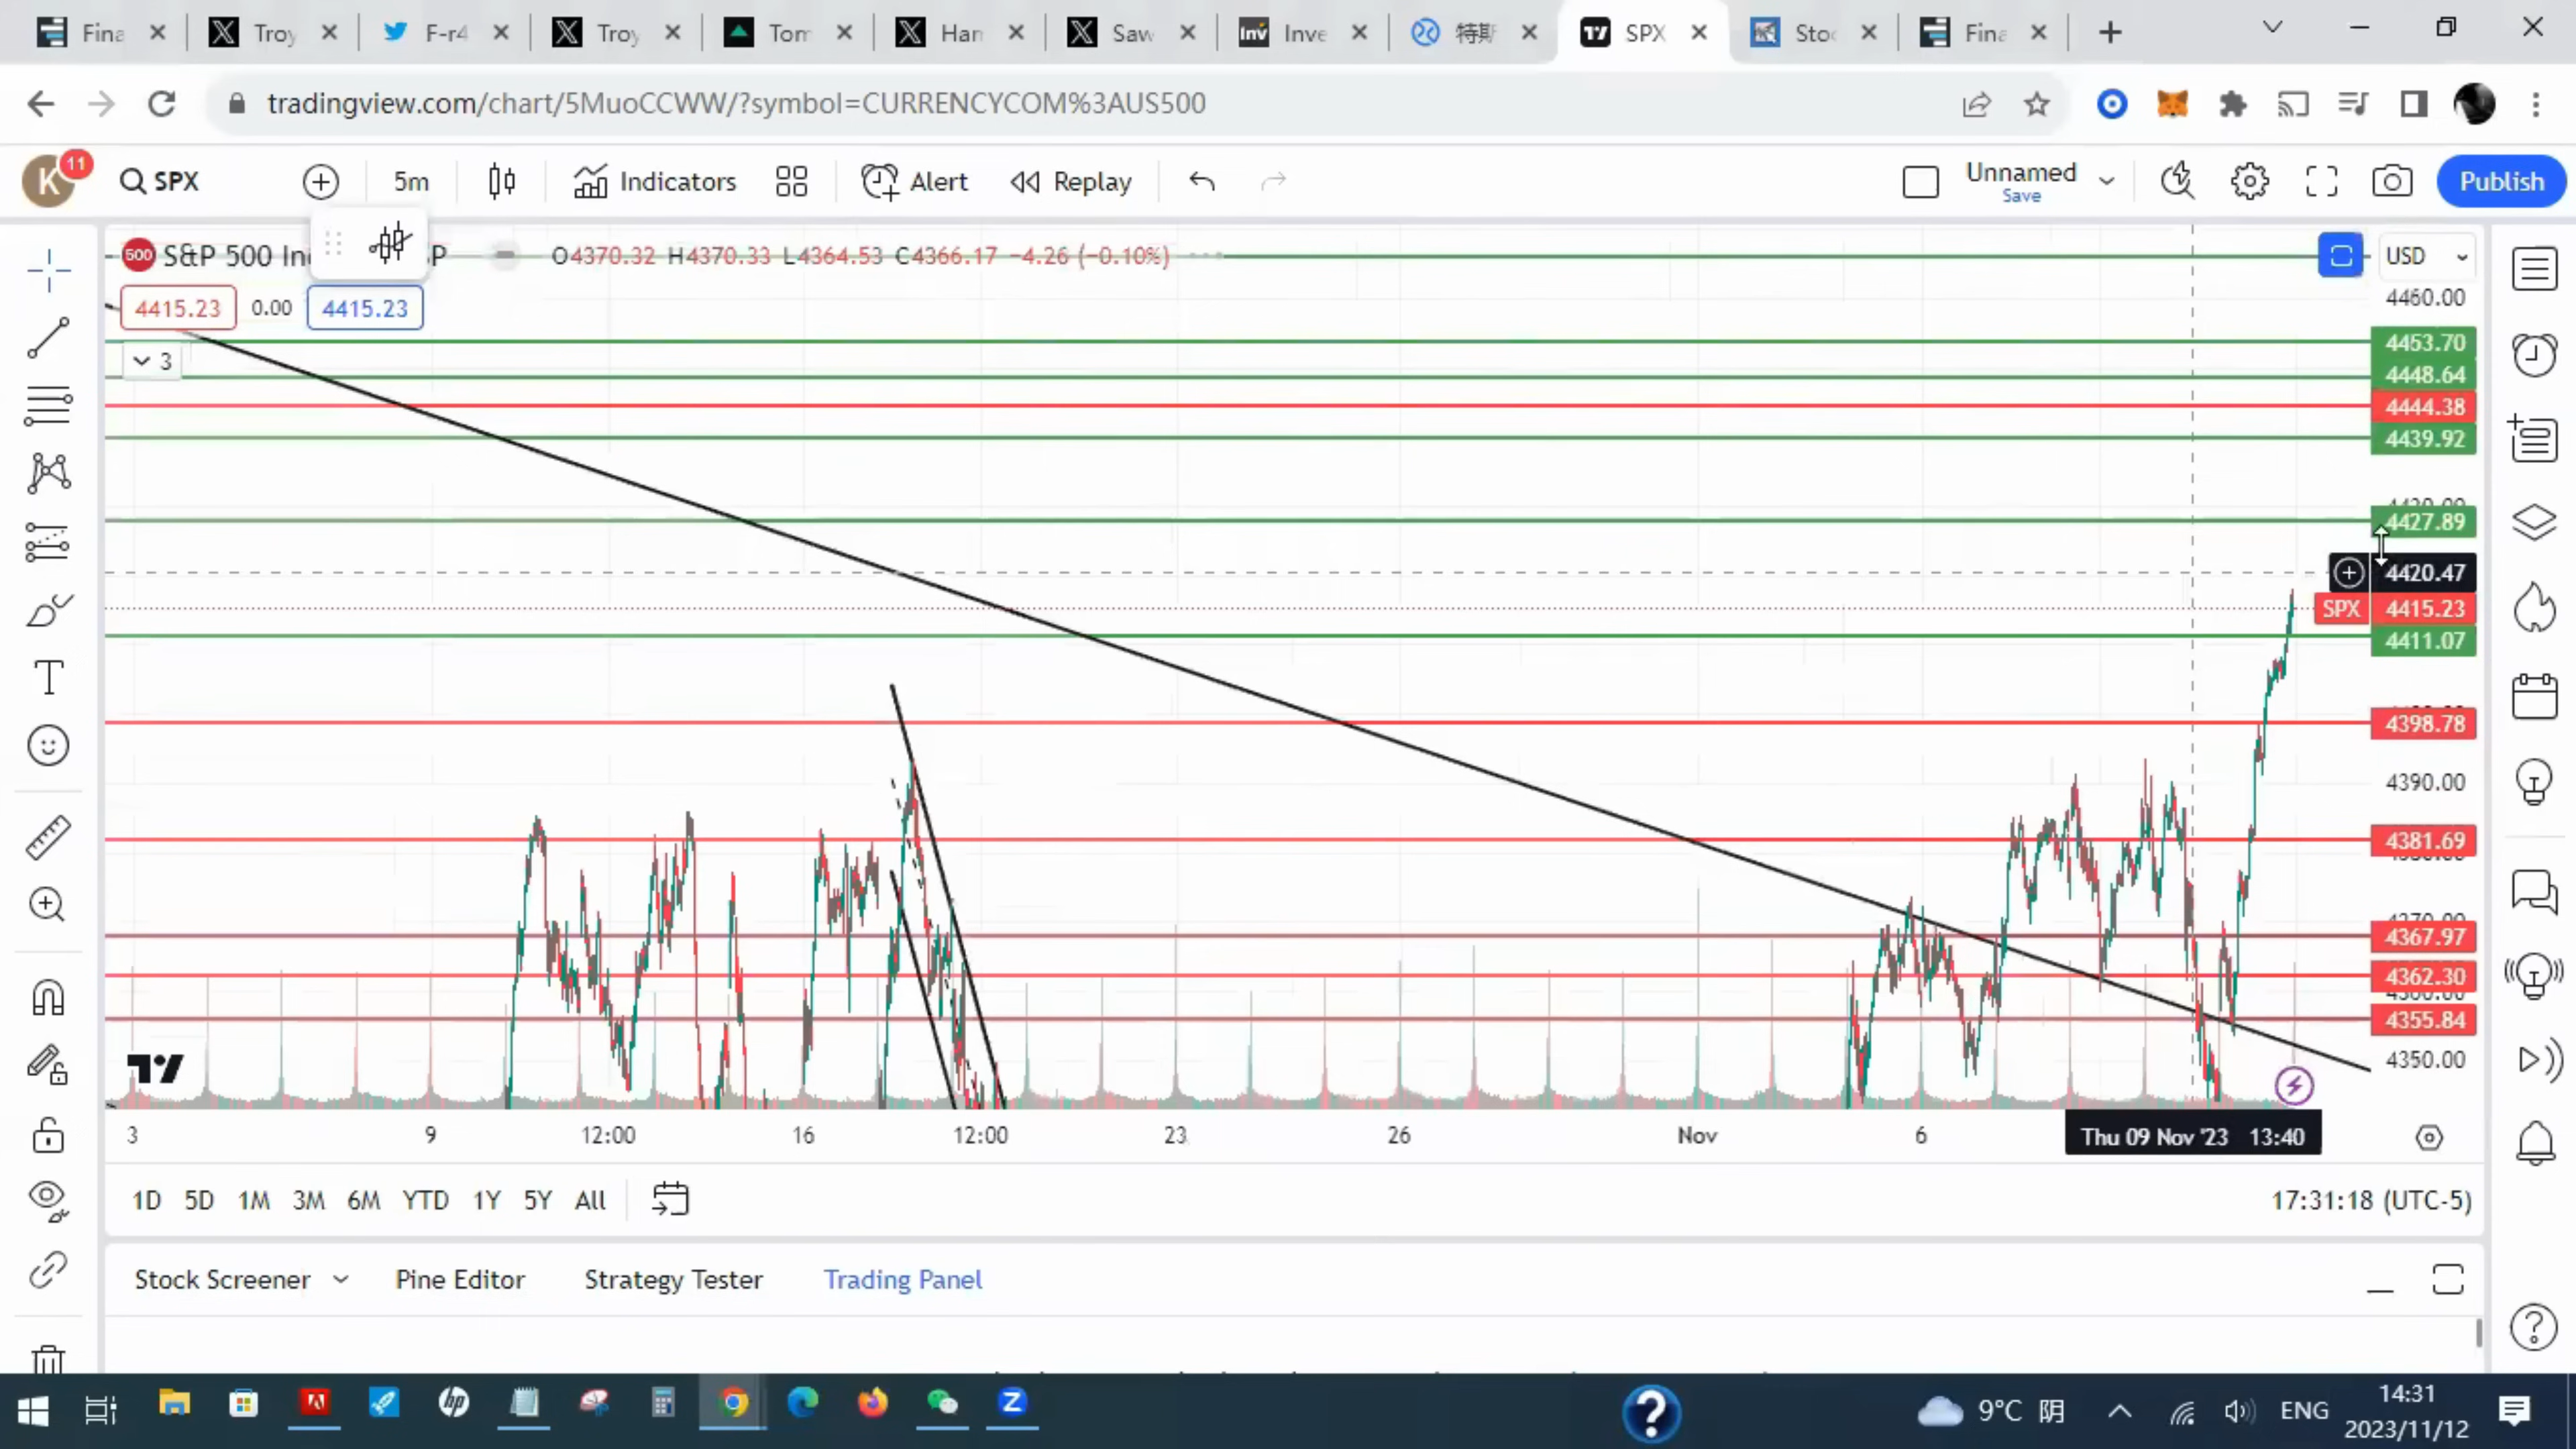 Fina
Troy
F-r4
Troy
Tom
Han
Saw
Inv
Inve
特斯
SPX
Stoc
Fina
tradingview.com/chart/5MuoCCWW/?symbol=CURRENCYCOM%3AUS500
K
11
SPX
5m
Indicators
Alert
Replay
Unnamed
Save
Publish
500
S&P 500 In
P
O4370.32 H4370.33 L4364.53 C4366.17 −4.26 (−0.10%)
USD
4415.23
0.00
4415.23
3
4460.00
4453.70
4448.64
4444.38
4439.92
4427.89
4420.47
SPX 4415.23
4411.07
4398.78
4390.00
4381.69
4367.97
4362.30
4355.84
4350.00
3
9
12:00
16
12:00
23
26
Nov
6
Thu 09 Nov '23 13:40
1D 5D 1M 3M 6M YTD 1Y 5Y All
17:31:18 (UTC-5)
Stock Screener
Pine Editor
Strategy Tester
Trading Panel
hp
Z
9°C 阴
ENG
14:31
2023/11/12